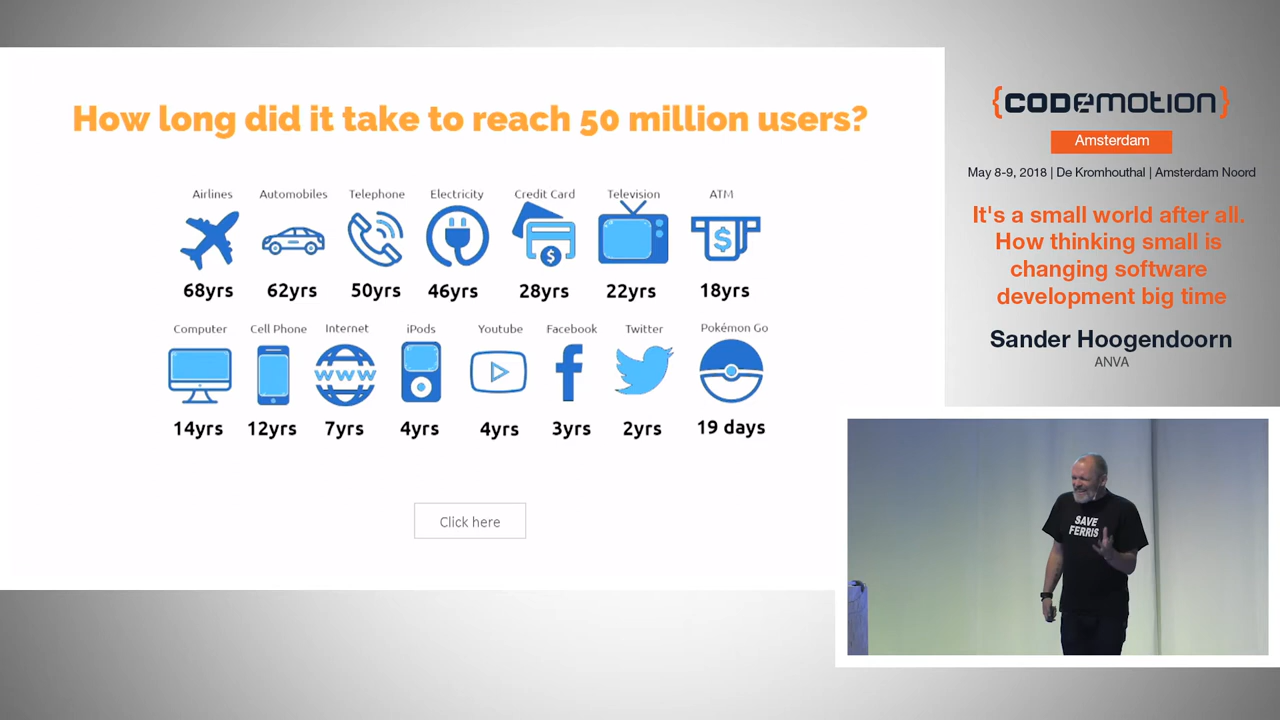 How long did it take to reach 50 million users?
Airlines Automobiles Telephone Electricity Credit Card Television ATM
68yrs 62yrs 50yrs 46yrs 28yrs 22yrs 18yrs
Computer Cell Phone Internet iPods Youtube Facebook Twitter Pokémon Go
www
14yrs 12yrs 7yrs 4yrs 4yrs 3yrs 2yrs 19 days
Click here
{CODEMOTION}
Amsterdam
May 8-9, 2018 | De Kromhouthal | Amsterdam Noord
It's a small world after all.
How thinking small is
changing software
development big time
Sander Hoogendoorn
ANVA
SAVE
FERRIS